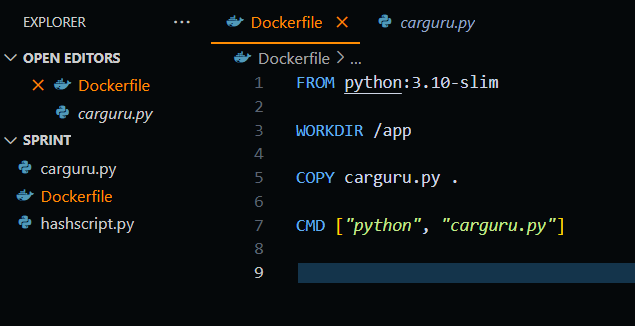 EXPLORER ...
OPEN EDITORS
Dockerfile
carguru.py
SPRINT
carguru.py
Dockerfile
hashscript.py
Dockerfile carguru.py
Dockerfile > ...
1 FROM python:3.10-slim
2
3 WORKDIR /app
4
5 COPY carguru.py .
6
7 CMD ["python", "carguru.py"]
8
9